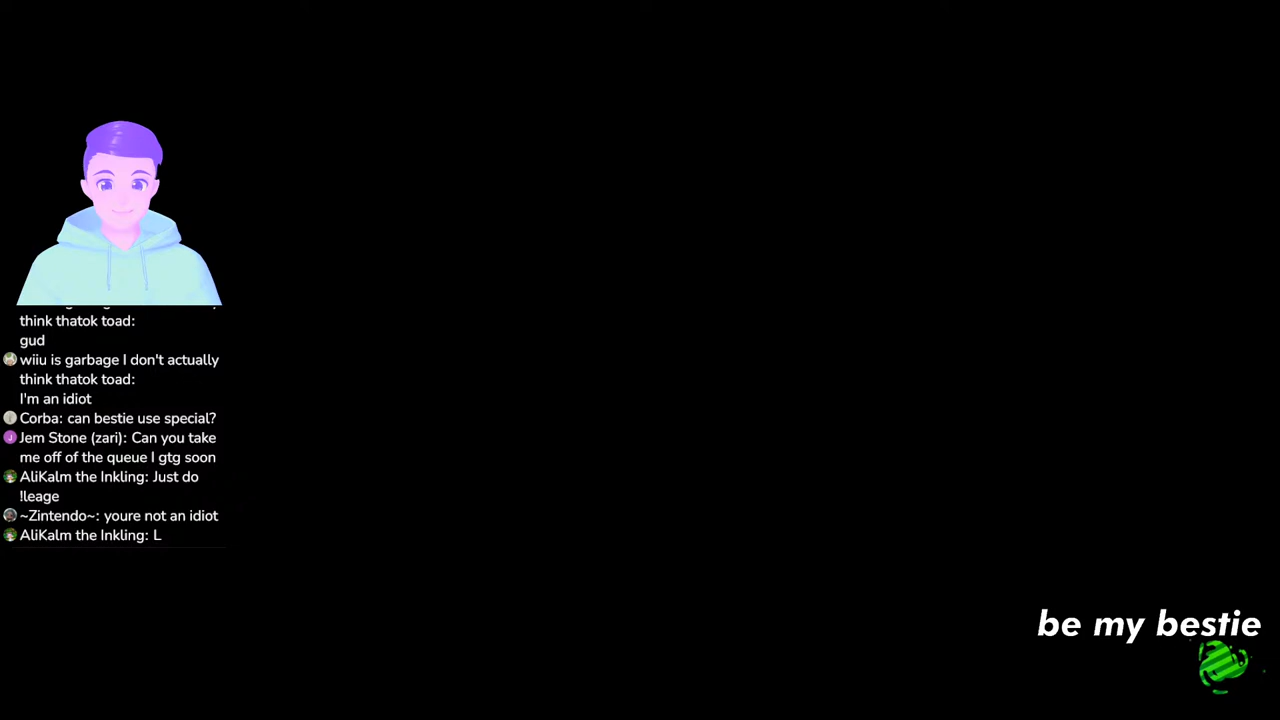 think thatok toad:
gud
wiiu is garbage I don't actually
think thatok toad:
I'm an idiot
Corba: can bestie use special?
J
Jem Stone (zari): Can you take
me off of the queue I gtg soon
AliKalm the Inkling: Just do
!leage
~Zintendo~: youre not an idiot
AliKalm the Inkling: L
be my bestie